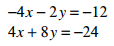 −4x − 2y = −12
4x + 8y = −24